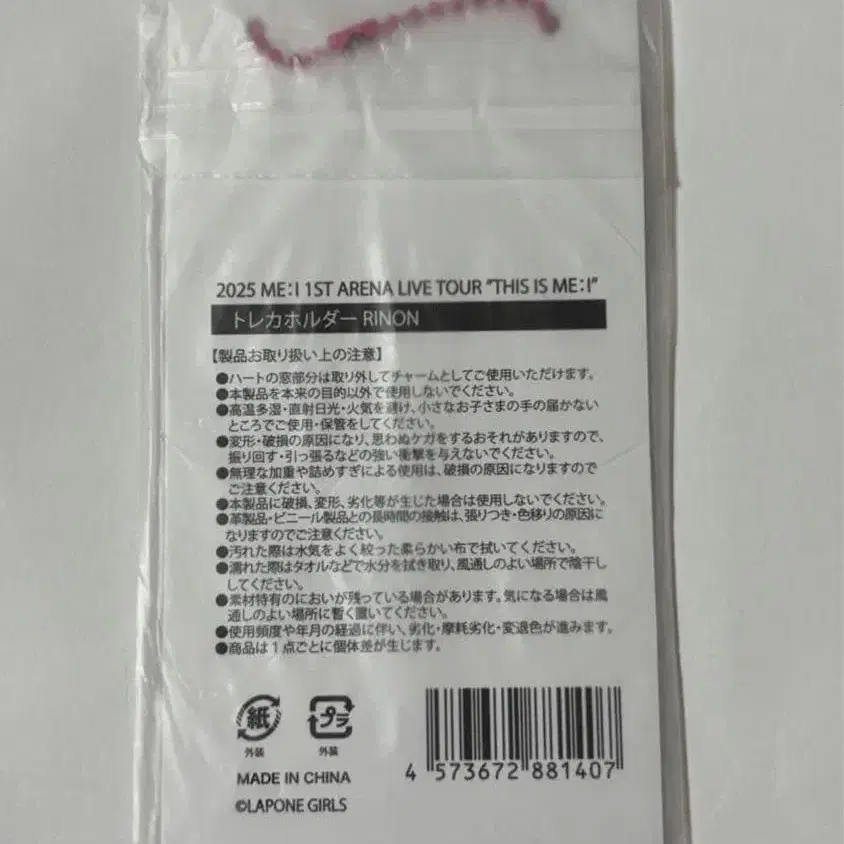 2025 ME:I 1ST ARENA LIVE TOUR "THIS IS ME:I"
トレカホルダー RINON
【製品お取り扱い上の注意】
●ハートの窓部分は取り外してチャームとしてご使用いただけます。
●本製品を本来の目的以外で使用しないでください。
●高温多湿・直射日光・火気を避け、小さなお子さまの手の届かない
ところでご使用・保管をしてください。
●変形・破損の原因になり、思わぬケガをするおそれがありますので、
振り回す・引っ張るなどの強い衝撃を与えないでください。
●無理な加重や詰めすぎによる使用は、破損の原因になりますので
ご注意ください。
●本製品に破損、変形、劣化等が生じた場合は使用しないでください。
●革製品・ビニール製品との長時間の接触は、張りつき・色移りの原因に
なりますのでご注意ください。
●汚れた際は水気をよく絞った柔らかい布で拭いてください。
●濡れた際はタオルなどで水分を拭き取り、風通しのよい場所で陰干し
してください。
●素材特有のにおいが残っている場合があります。気になる場合は風
通しのよい場所に暫く置いてください。
●使用頻度や年月の経過に伴い、劣化・摩耗劣化・変退色が進みます。
●商品は1点ごとに個体差が生じます。
紙 プラ
外装 外装
MADE IN CHINA
©LAPONE GIRLS
4 573672 881407